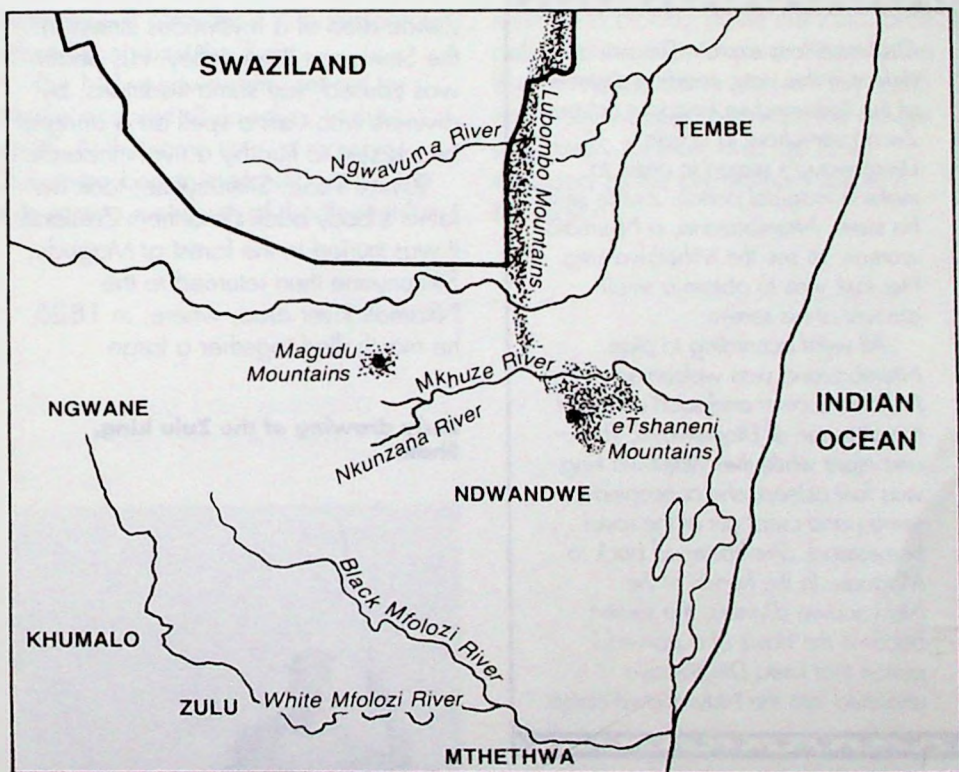 SWAZILAND
Ngwavuma River
Lubombo Mountains
TEMBE
Magudu
Mountains
Mkhuze River
NGWANE
Nkunzana River
eTshaneni
Mountains
INDIAN
OCEAN
NDWANDWE
Black Mfolozi River
KHUMALO
ZULU
White Mfolozi River
MTHETHWA